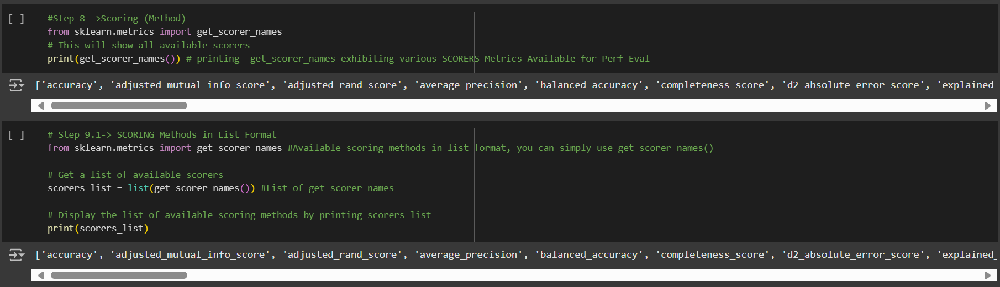 [ ] #Step 8-->Scoring (Method)
from sklearn.metrics import get_scorer_names
# This will show all available scorers
print(get_scorer_names()) # printing  get_scorer_names exhibiting various SCORERS Metrics Available for Perf Eval
['accuracy', 'adjusted_mutual_info_score', 'adjusted_rand_score', 'average_precision', 'balanced_accuracy', 'completeness_score', 'd2_absolute_error_score', 'explained_
[ ] # Step 9.1-> SCORING Methods in List Format
from sklearn.metrics import get_scorer_names #Available scoring methods in list format, you can simply use get_scorer_names()
# Get a list of available scorers
scorers_list = list(get_scorer_names()) #List of get_scorer_names
# Display the list of available scoring methods by printing scorers_list
print(scorers_list)
['accuracy', 'adjusted_mutual_info_score', 'adjusted_rand_score', 'average_precision', 'balanced_accuracy', 'completeness_score', 'd2_absolute_error_score', 'explained_